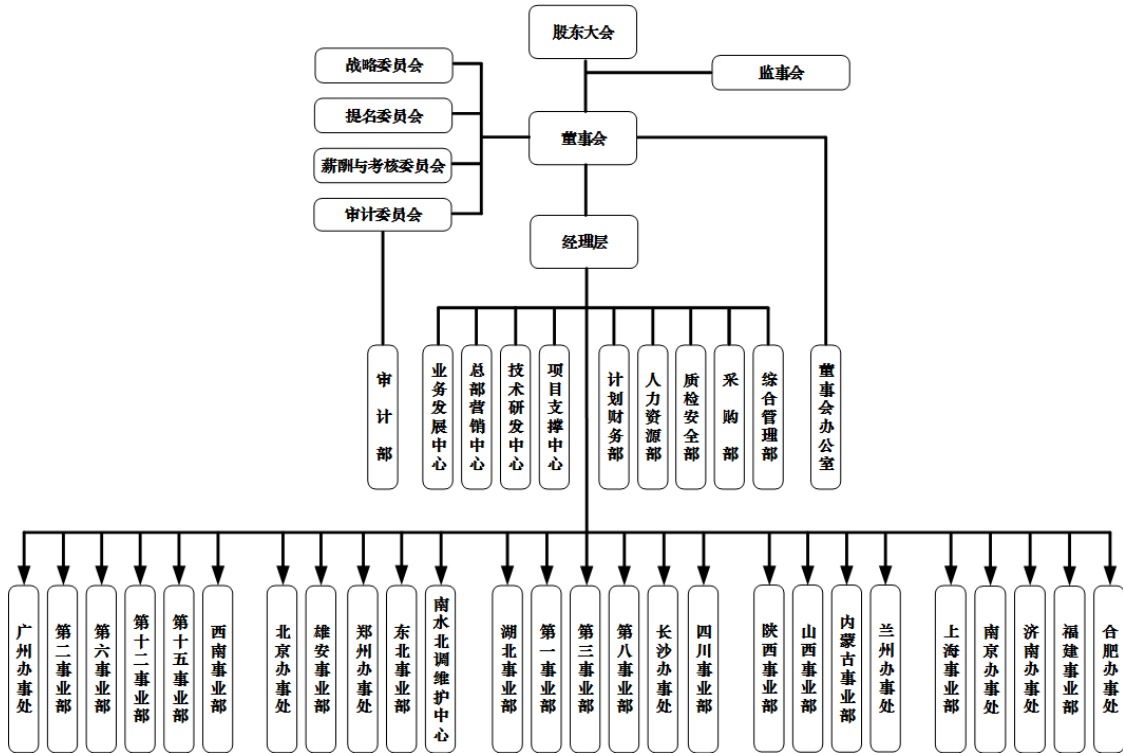 股东大会
战略委员会
监事会
提名委员会
董事会
薪酬与考核委员会
审计委员会
经理层
审计部
业务发展中心
总部营销中心
技术研发中心
项目支撑中心
计划财务部
人力资源部
质检安全部
采购部
综合管理部
董事会办公室
广州办事处
第二事业部
第六事业部
第十二事业部
第十五事业部
西南事业部
北京办事处
雄安事业部
郑州办事处
东北事业部
南水北调维护中心
湖北事业部
第一事业部
第三事业部
第八事业部
长沙办事处
四川事业部
陕西事业部
山西事业部
内蒙古事业部
兰州办事处
上海事业部
南京办事处
济南办事处
福建事业部
合肥办事处